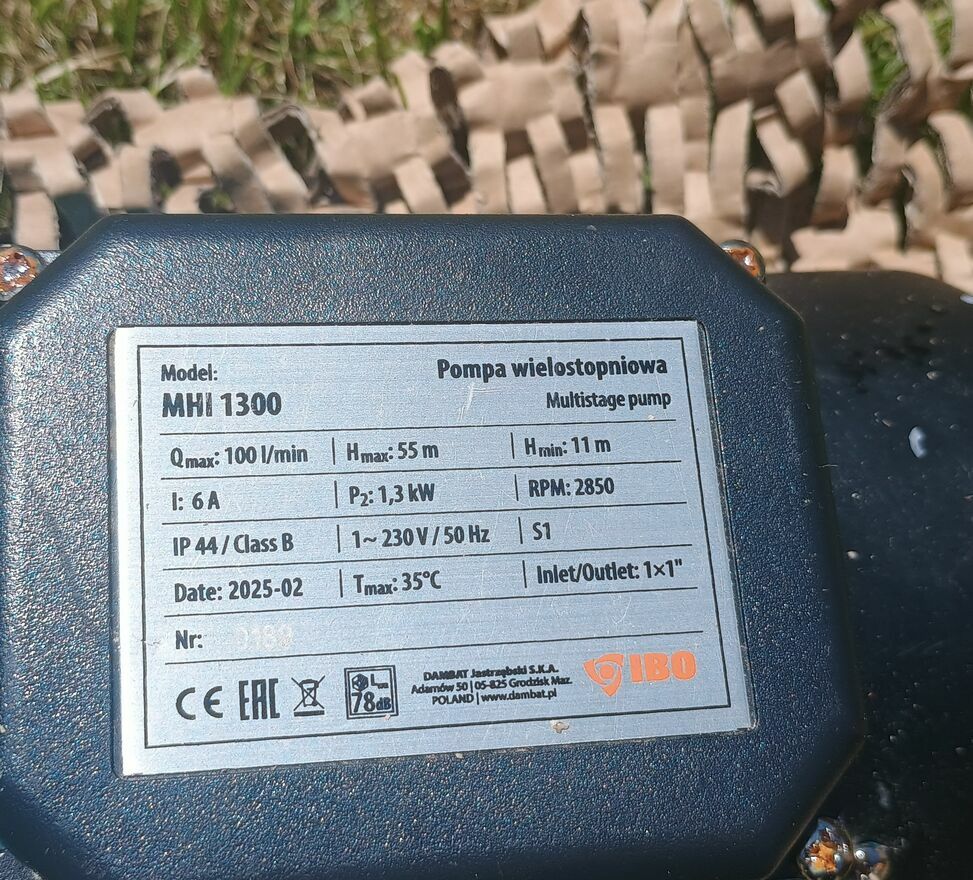 Model:
MHI 1300
Pompa wielostopniowa
Multistage pump
Qmax: 100 l/min | Hmax: 55 m | Hmin: 11 m
I: 6 A | P2: 1,3 kW | RPM: 2850
IP 44 / Class B | 1~ 230 V / 50 Hz | S1
Date: 2025-02 | Tmax: 35°C | Inlet/Outlet: 1×1"
Nr:
CE EAC 78dB
DAMBAT Jastrzębski S.K.A.
Adamów 50 | 05-825 Grodzisk Maz.
POLAND | www.dambat.pl
IBO